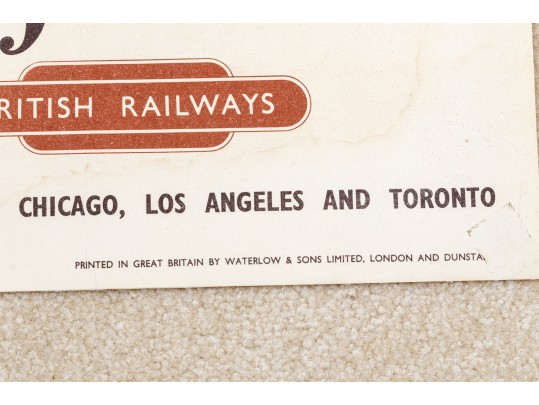 y
RITISH RAILWAYS
CHICAGO, LOS ANGELES AND TORONTO
PRINTED IN GREAT BRITAIN BY WATERLOW & SONS LIMITED, LONDON AND DUNSTA